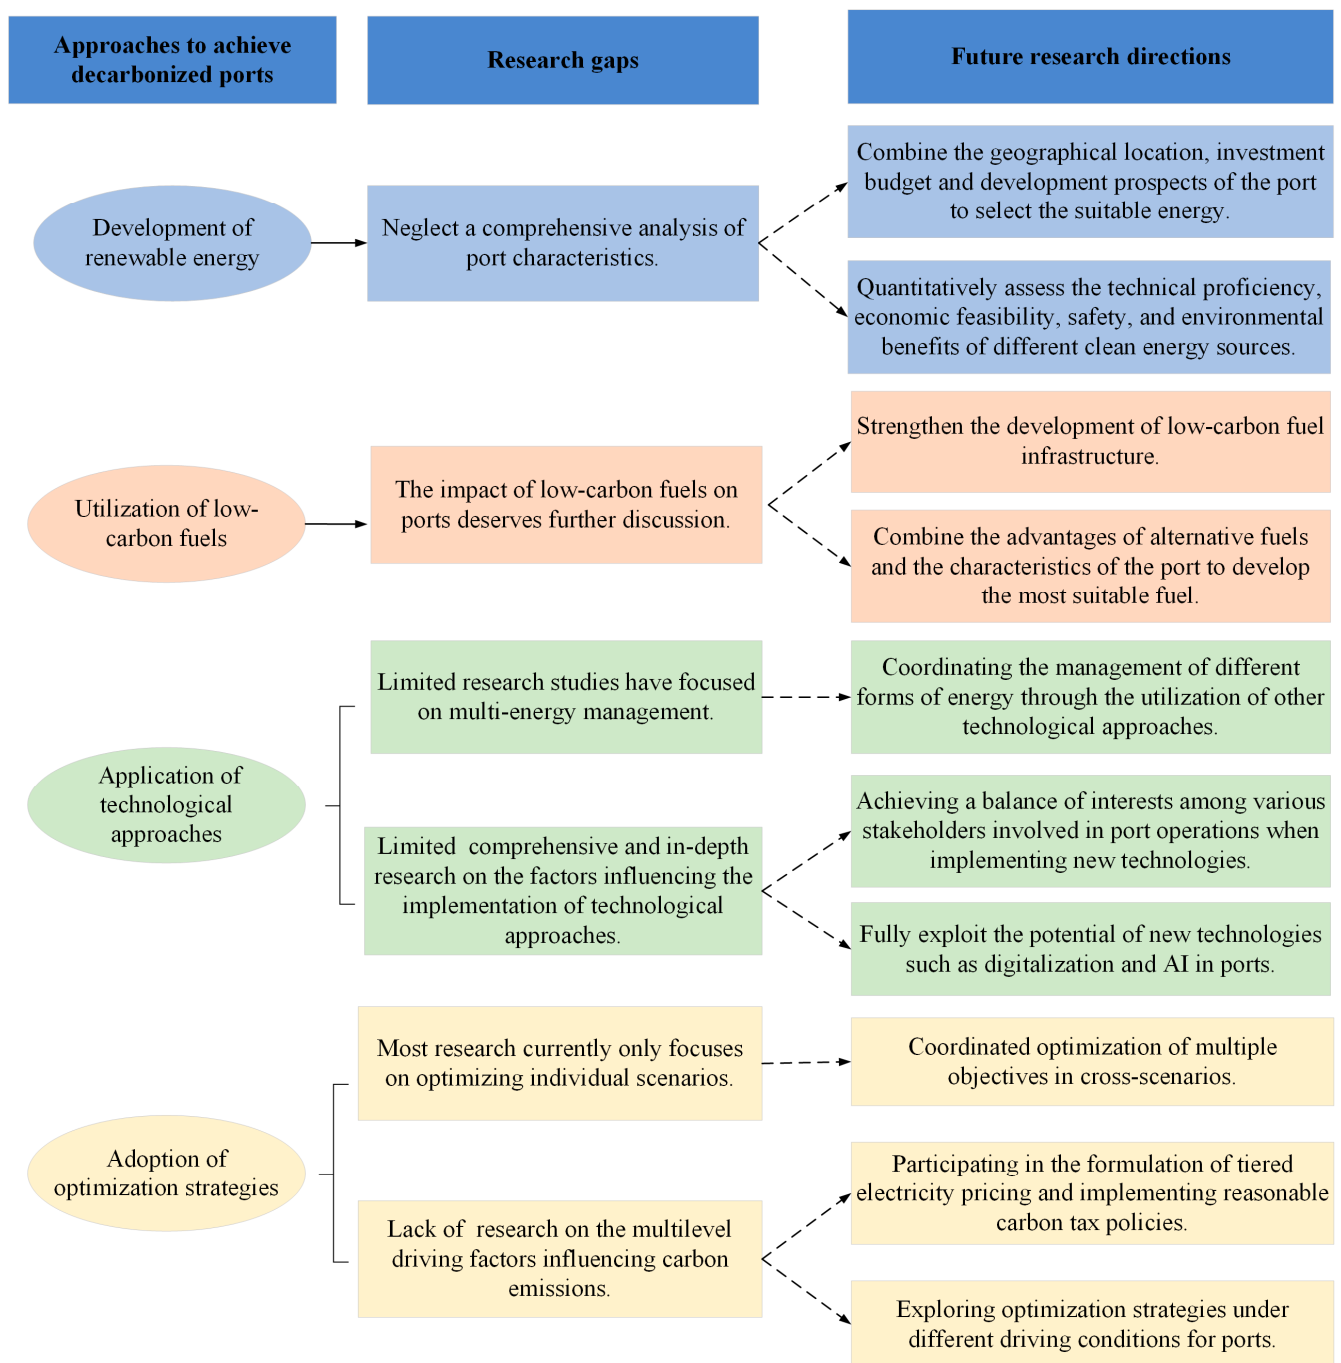 Approaches to achieve
decarbonized ports
Research gaps
Future research directions
Development of
renewable energy
Neglect a comprehensive analysis of
port characteristics.
Combine the geographical location, investment
budget and development prospects of the port
to select the suitable energy.
Quantitatively assess the technical proficiency,
economic feasibility, safety, and environmental
benefits of different clean energy sources.
Utilization of low-
carbon fuels
The impact of low-carbon fuels on
ports deserves further discussion.
Strengthen the development of low-carbon fuel
infrastructure.
Combine the advantages of alternative fuels
and the characteristics of the port to develop
the most suitable fuel.
Application of
technological
approaches
Limited research studies have focused
on multi-energy management.
Coordinating the management of different
forms of energy through the utilization of other
technological approaches.
Limited comprehensive and in-depth
research on the factors influencing the
implementation of technological
approaches.
Achieving a balance of interests among various
stakeholders involved in port operations when
implementing new technologies.
Fully exploit the potential of new technologies
such as digitalization and AI in ports.
Adoption of
optimization strategies
Most research currently only focuses
on optimizing individual scenarios.
Coordinated optimization of multiple
objectives in cross-scenarios.
Lack of research on the multilevel
driving factors influencing carbon
emissions.
Participating in the formulation of tiered
electricity pricing and implementing reasonable
carbon tax policies.
Exploring optimization strategies under
different driving conditions for ports.